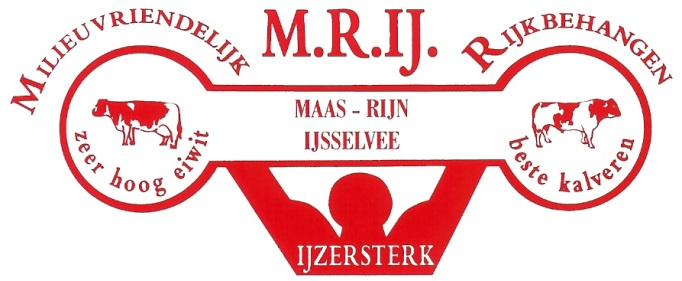 MILIEUVRIENDELIJK
M.R.IJ.
RIJKBEHANGEN
zeer hoog eiwit
MAAS - RIJN
IJSSELVEE
beste kalveren
IJZERSTERK